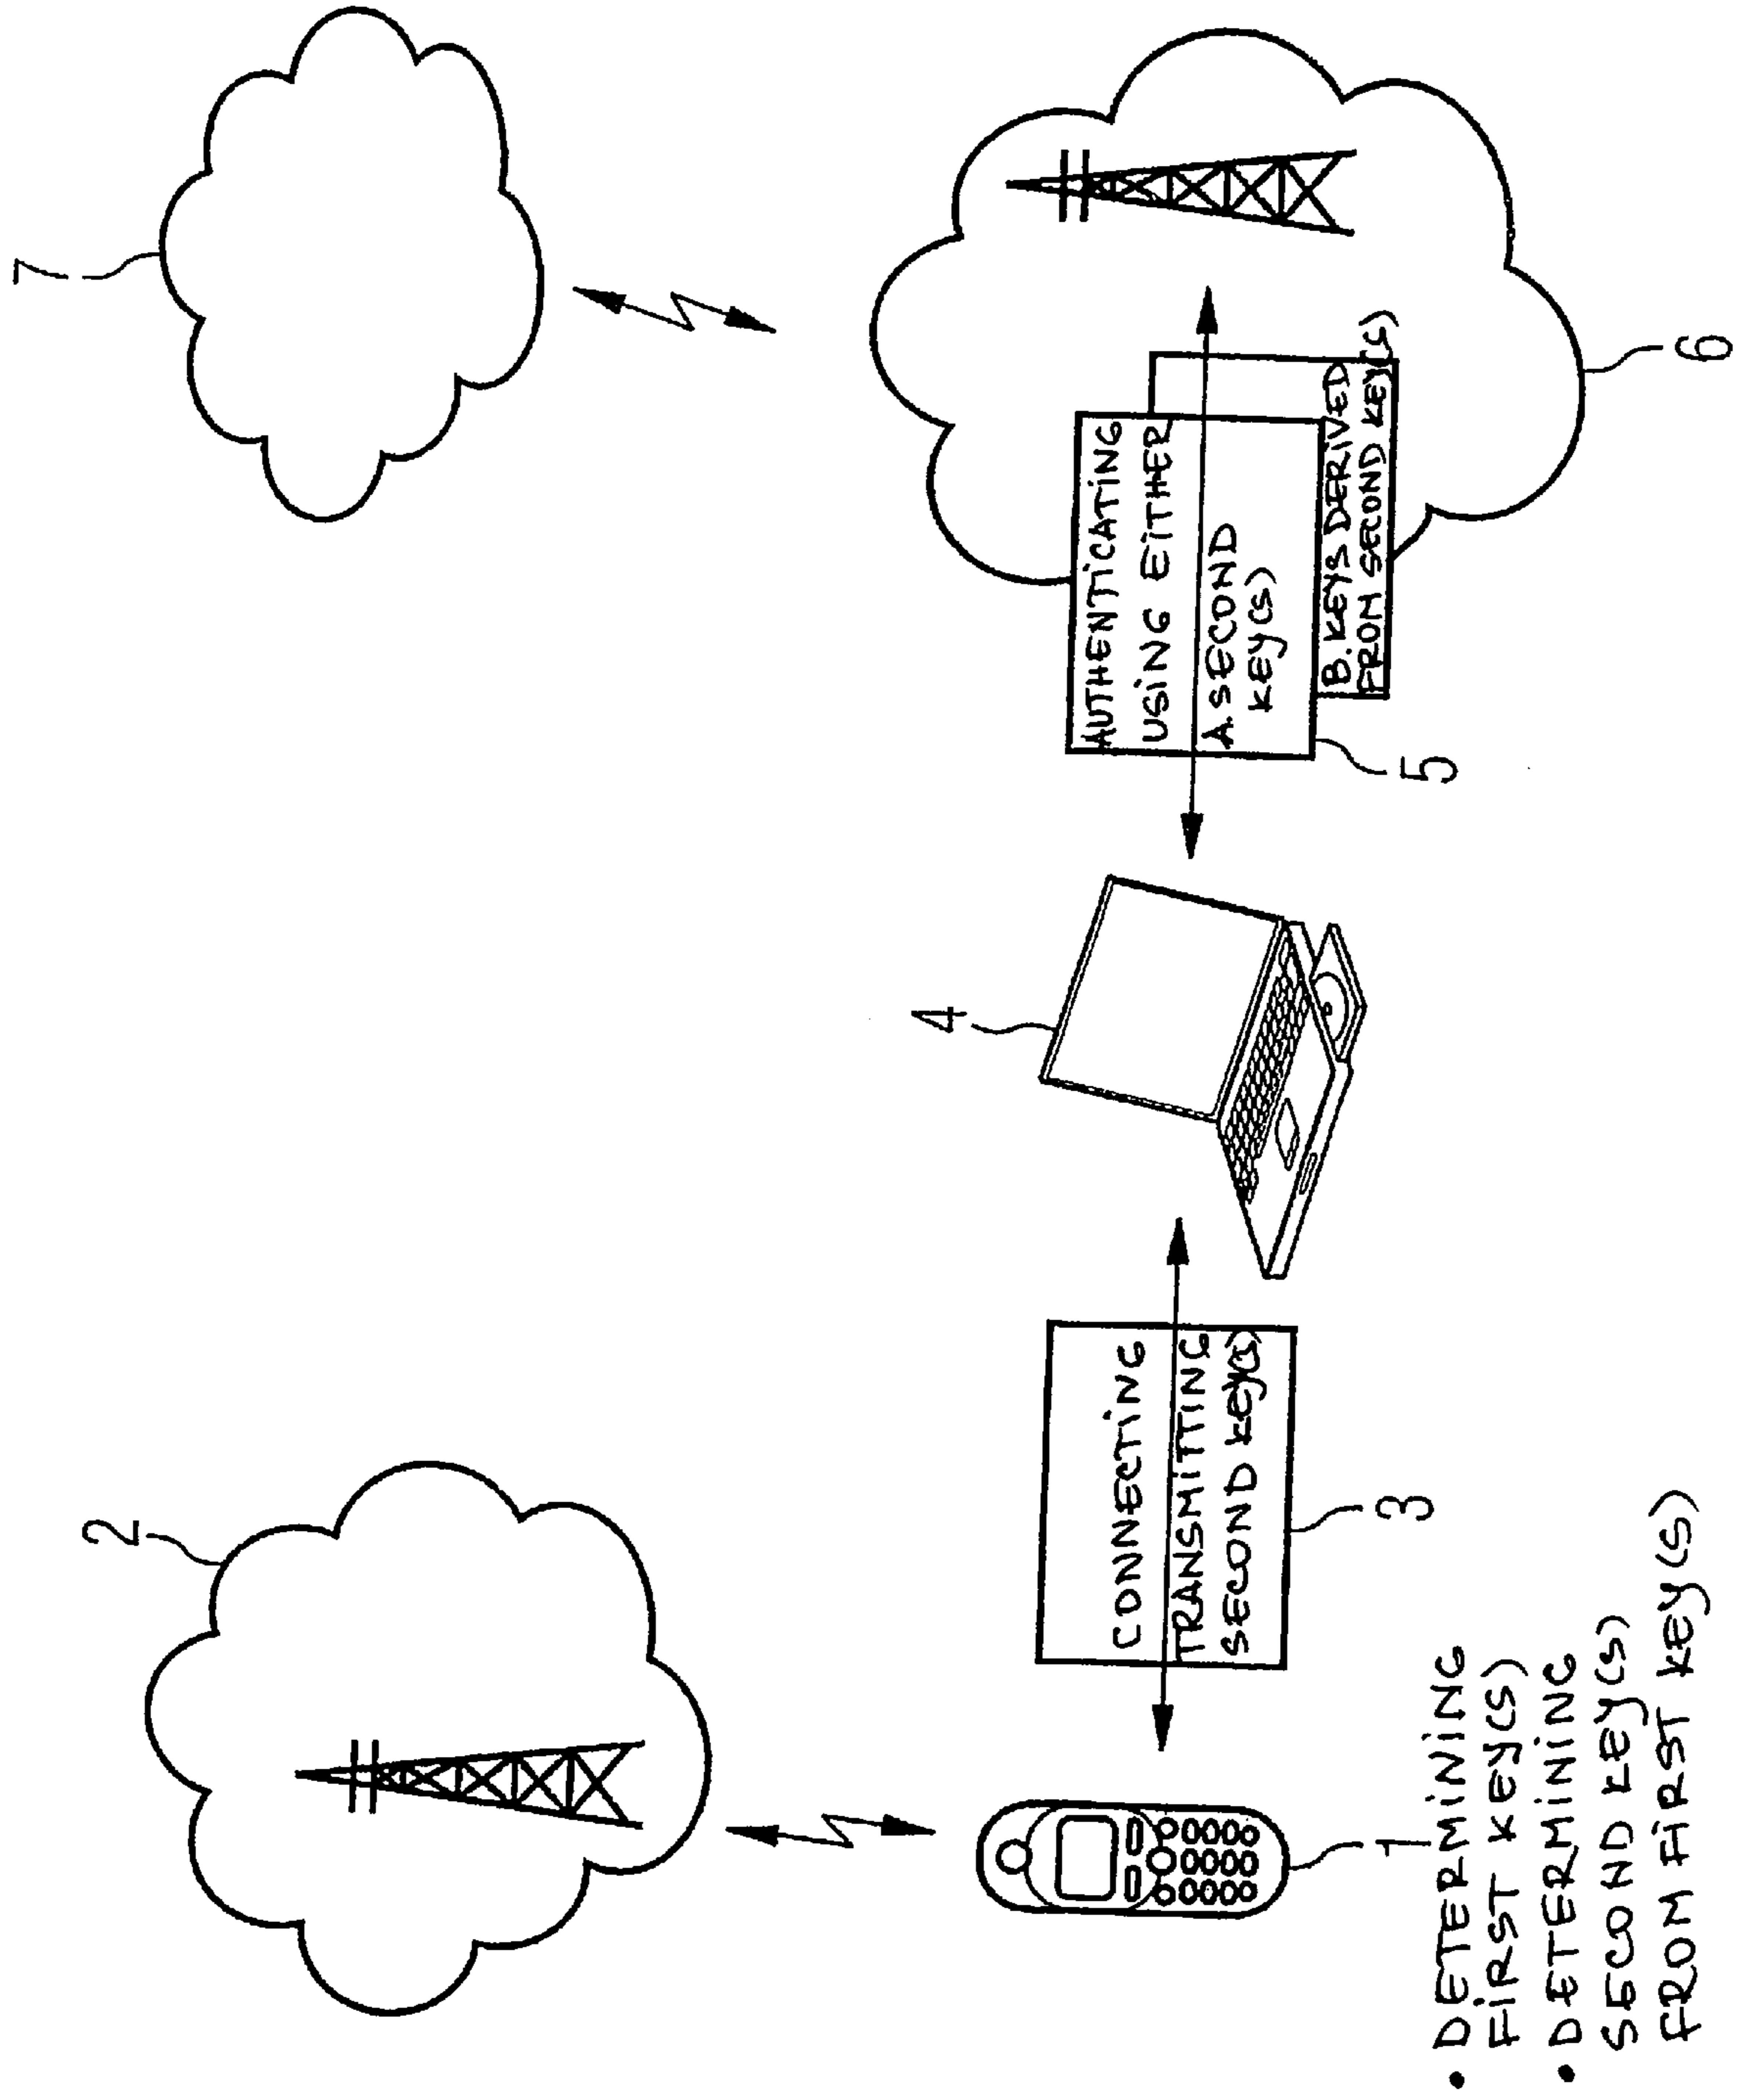 2
7
4
CONNECTING
TRANSMITTING
SECOND KEY(S)
3
AUTHENTICATING
USING EITHER
A. SECOND
KEY(S)
B. KEYS DERIVED
FROM SECOND KEY(S)
5
6
1
• DETERMINING
FIRST KEY(S)
• DETERMINING
SECOND KEY(S)
FROM FIRST KEY(S)